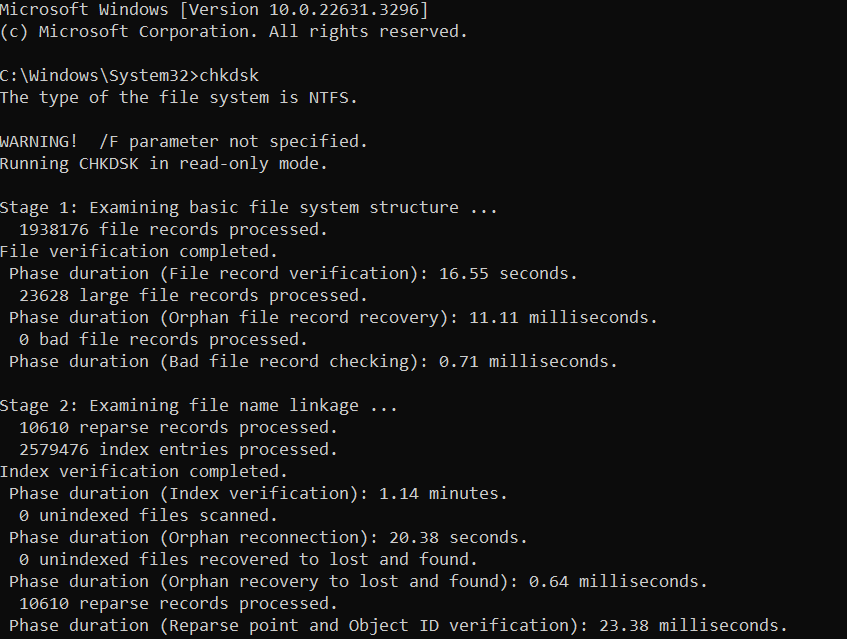 Microsoft Windows [Version 10.0.22631.3296]
(c) Microsoft Corporation. All rights reserved.
C:\Windows\System32>chkdsk
The type of the file system is NTFS.
WARNING!  /F parameter not specified.
Running CHKDSK in read-only mode.
Stage 1: Examining basic file system structure ...
  1938176 file records processed.
File verification completed.
 Phase duration (File record verification): 16.55 seconds.
  23628 large file records processed.
 Phase duration (Orphan file record recovery): 11.11 milliseconds.
  0 bad file records processed.
 Phase duration (Bad file record checking): 0.71 milliseconds.
Stage 2: Examining file name linkage ...
  10610 reparse records processed.
  2579476 index entries processed.
Index verification completed.
 Phase duration (Index verification): 1.14 minutes.
  0 unindexed files scanned.
 Phase duration (Orphan reconnection): 20.38 seconds.
  0 unindexed files recovered to lost and found.
 Phase duration (Orphan recovery to lost and found): 0.64 milliseconds.
  10610 reparse records processed.
 Phase duration (Reparse point and Object ID verification): 23.38 milliseconds.